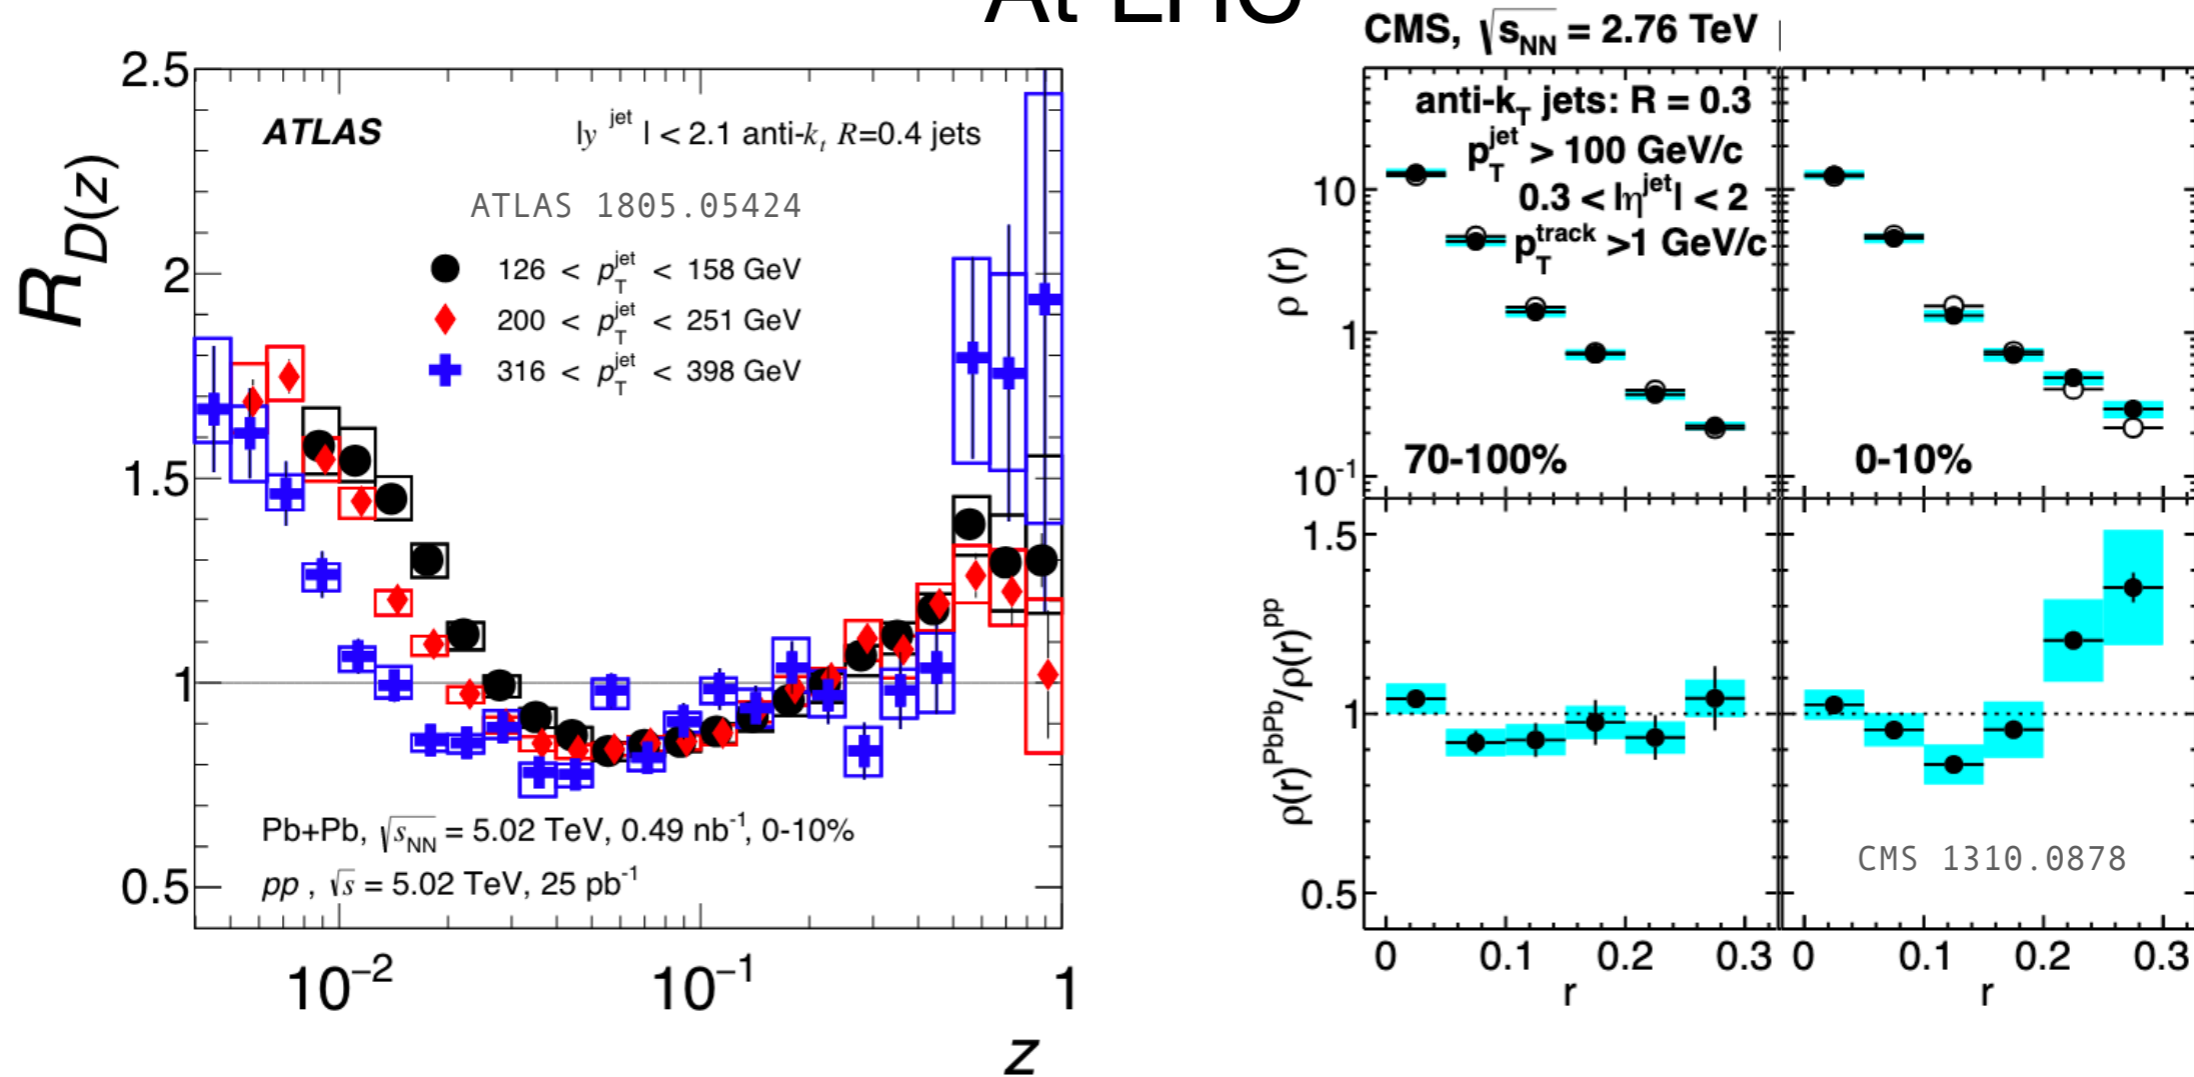 At LHC
ATLAS
|y^jet| < 2.1 anti-k_t R=0.4 jets
ATLAS 1805.05424
126 < p_T^jet < 158 GeV
200 < p_T^jet < 251 GeV
316 < p_T^jet < 398 GeV
R_D(z)
2.5
2
1.5
1
0.5
Pb+Pb, √s_NN = 5.02 TeV, 0.49 nb^-1, 0-10%
pp, √s = 5.02 TeV, 25 pb^-1
10^−2
10^−1
1
z
CMS, √s_NN = 2.76 TeV
anti-k_T jets: R = 0.3
p_T^jet > 100 GeV/c
0.3 < |η^jet| < 2
p_T^track >1 GeV/c
ρ (r)
10
1
10^-1
70-100%
0-10%
ρ(r)^PbPb/ρ(r)^pp
1.5
1
0.5
CMS 1310.0878
0 0.1 0.2 0.3
0 0.1 0.2 0.3
r
r